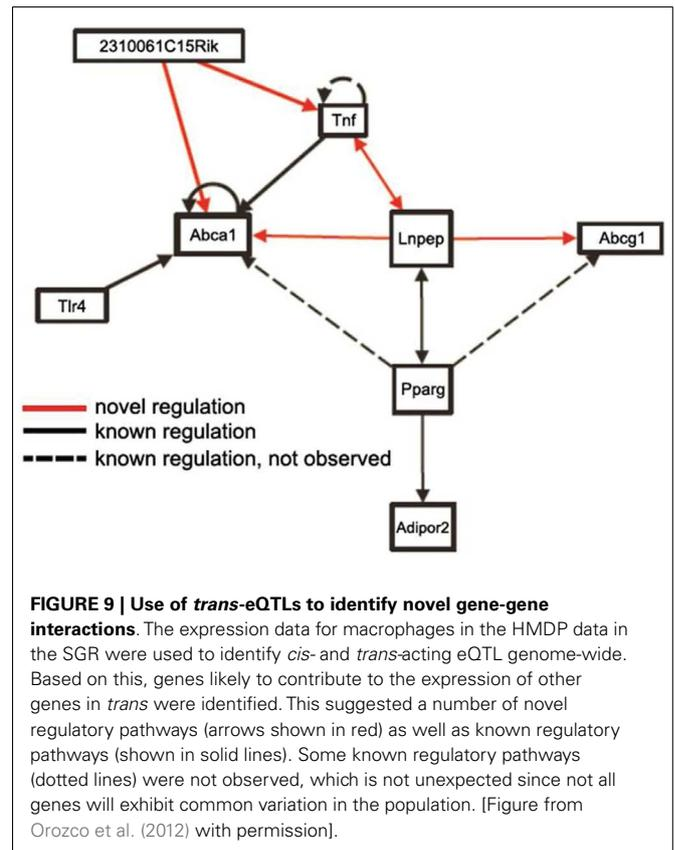 2310061C15Rik
Tnf
Abca1
Lnpep
Abcg1
Tlr4
Pparg
novel regulation
known regulation
known regulation, not observed
Adipor2
FIGURE 9 | Use of trans-eQTLs to identify novel gene-gene
interactions. The expression data for macrophages in the HMDP data in
the SGR were used to identify cis- and trans-acting eQTL genome-wide.
Based on this, genes likely to contribute to the expression of other
genes in trans were identified. This suggested a number of novel
regulatory pathways (arrows shown in red) as well as known regulatory
pathways (shown in solid lines). Some known regulatory pathways
(dotted lines) were not observed, which is not unexpected since not all
genes will exhibit common variation in the population. [Figure from
Orozco et al. (2012) with permission].